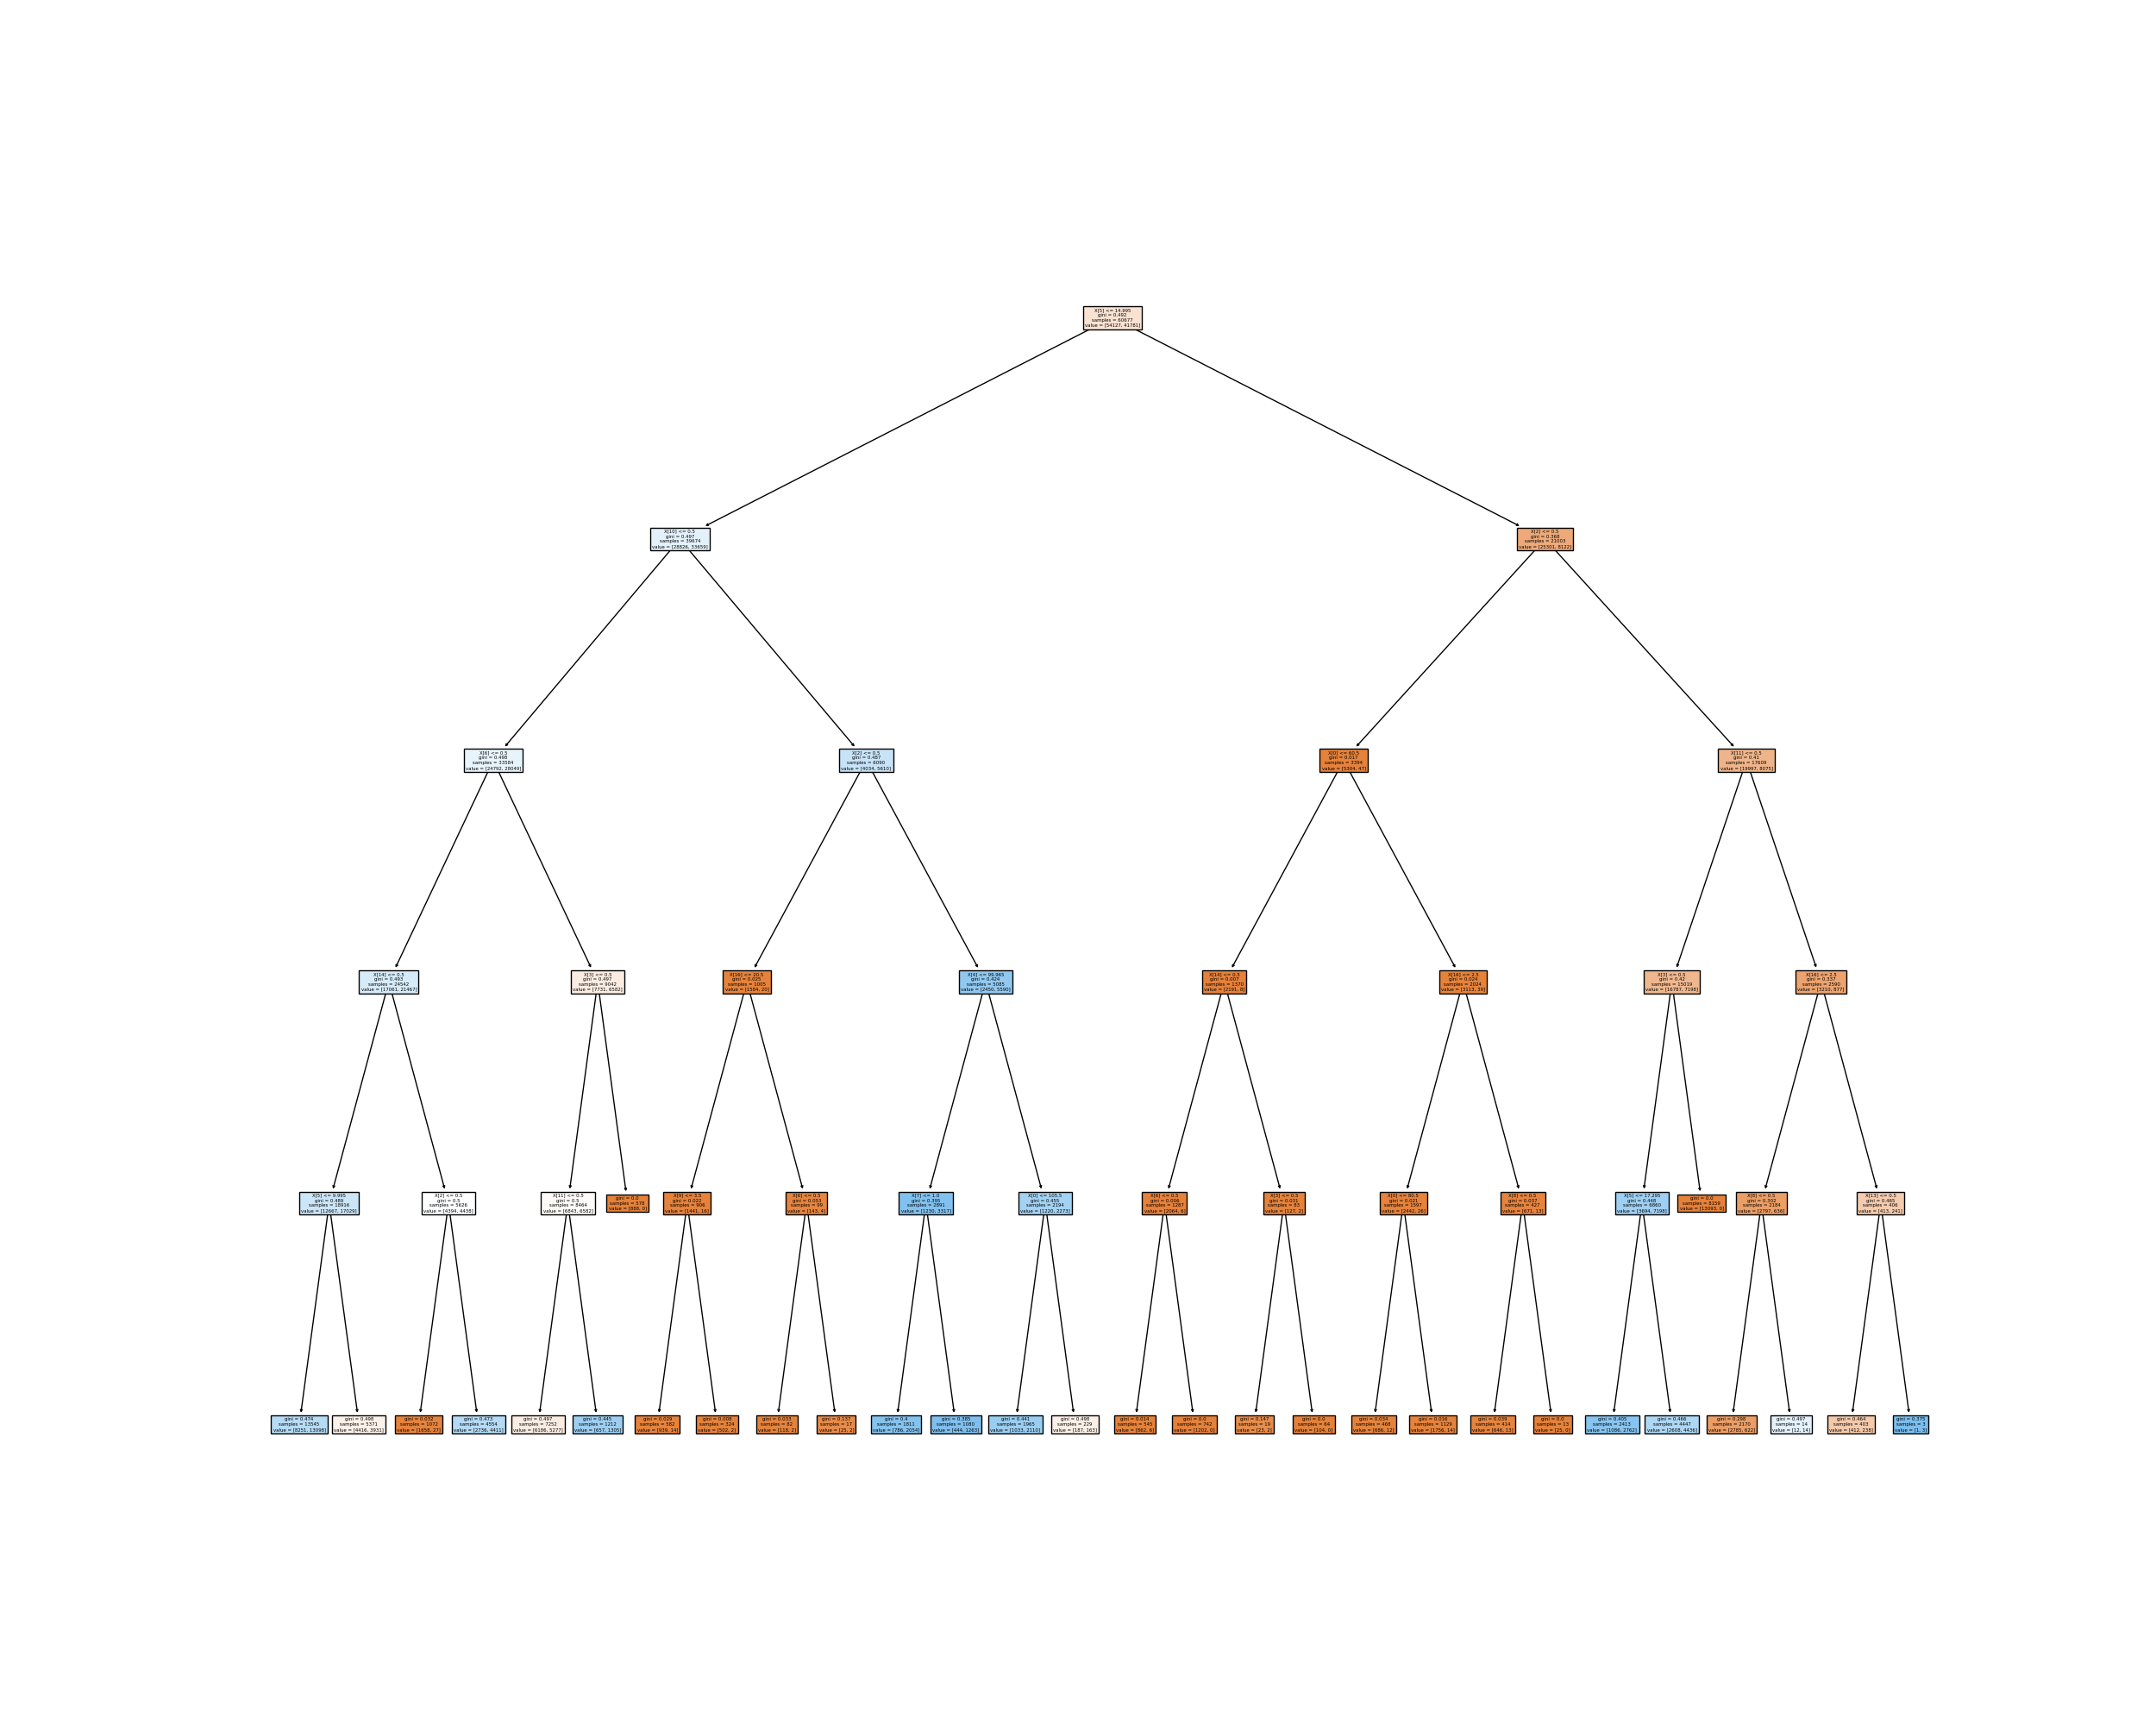 X[5] <= 14.995
gini = 0.492
samples = 60677
value = [54127, 41781]
X[10] <= 0.5
gini = 0.497
samples = 39674
value = [28826, 33659]
X[2] <= 0.5
gini = 0.368
samples = 21003
value = [25301, 8122]
X[6] <= 0.5
gini = 0.498
samples = 33584
value = [24792, 28049]
X[2] <= 0.5
gini = 0.487
samples = 6090
value = [4034, 5610]
X[0] <= 60.5
gini = 0.017
samples = 3394
value = [5304, 47]
X[11] <= 0.5
gini = 0.41
samples = 17609
value = [19997, 8075]
X[14] <= 0.5
gini = 0.493
samples = 24542
value = [17061, 21467]
X[3] <= 0.5
gini = 0.497
samples = 9042
value = [7731, 6582]
X[16] <= 20.5
gini = 0.025
samples = 1005
value = [1584, 20]
X[4] <= 99.965
gini = 0.424
samples = 5085
value = [2450, 5590]
X[14] <= 0.5
gini = 0.007
samples = 1370
value = [2191, 8]
X[16] <= 2.5
gini = 0.024
samples = 2024
value = [3113, 39]
X[3] <= 0.5
gini = 0.42
samples = 15019
value = [16787, 7198]
X[16] <= 2.5
gini = 0.337
samples = 2590
value = [3210, 877]
X[5] <= 9.995
gini = 0.489
samples = 18916
value = [12667, 17029]
X[2] <= 0.5
gini = 0.5
samples = 5626
value = [4394, 4438]
X[11] <= 0.5
gini = 0.5
samples = 8464
value = [6843, 6582]
gini = 0.0
samples = 578
value = [888, 0]
X[9] <= 3.5
gini = 0.022
samples = 906
value = [1441, 16]
X[6] <= 0.5
gini = 0.053
samples = 99
value = [143, 4]
X[7] <= 1.0
gini = 0.395
samples = 2891
value = [1230, 3317]
X[0] <= 105.5
gini = 0.455
samples = 2194
value = [1220, 2273]
X[6] <= 0.5
gini = 0.006
samples = 1287
value = [2064, 6]
X[3] <= 0.5
gini = 0.031
samples = 83
value = [127, 2]
X[0] <= 80.5
gini = 0.021
samples = 1597
value = [2442, 26]
X[8] <= 0.5
gini = 0.037
samples = 427
value = [671, 13]
X[5] <= 17.295
gini = 0.448
samples = 6860
value = [3694, 7198]
gini = 0.0
samples = 8159
value = [13093, 0]
X[8] <= 0.5
gini = 0.302
samples = 2184
value = [2797, 636]
X[13] <= 0.5
gini = 0.465
samples = 406
value = [413, 241]
gini = 0.474
samples = 13545
value = [8251, 13098]
gini = 0.498
samples = 5371
value = [4416, 3931]
gini = 0.032
samples = 1072
value = [1658, 27]
gini = 0.473
samples = 4554
value = [2736, 4411]
gini = 0.497
samples = 7252
value = [6186, 5277]
gini = 0.445
samples = 1212
value = [657, 1305]
gini = 0.029
samples = 582
value = [939, 14]
gini = 0.008
samples = 324
value = [502, 2]
gini = 0.033
samples = 82
value = [118, 2]
gini = 0.137
samples = 17
value = [25, 2]
gini = 0.4
samples = 1811
value = [786, 2054]
gini = 0.385
samples = 1080
value = [444, 1263]
gini = 0.441
samples = 1965
value = [1033, 2110]
gini = 0.498
samples = 229
value = [187, 163]
gini = 0.014
samples = 545
value = [862, 6]
gini = 0.0
samples = 742
value = [1202, 0]
gini = 0.147
samples = 19
value = [23, 2]
gini = 0.0
samples = 64
value = [104, 0]
gini = 0.034
samples = 468
value = [686, 12]
gini = 0.016
samples = 1129
value = [1756, 14]
gini = 0.039
samples = 414
value = [646, 13]
gini = 0.0
samples = 13
value = [25, 0]
gini = 0.405
samples = 2413
value = [1086, 2762]
gini = 0.466
samples = 4447
value = [2608, 4436]
gini = 0.298
samples = 2170
value = [2785, 622]
gini = 0.497
samples = 14
value = [12, 14]
gini = 0.464
samples = 403
value = [412, 238]
gini = 0.375
samples = 3
value = [1, 3]